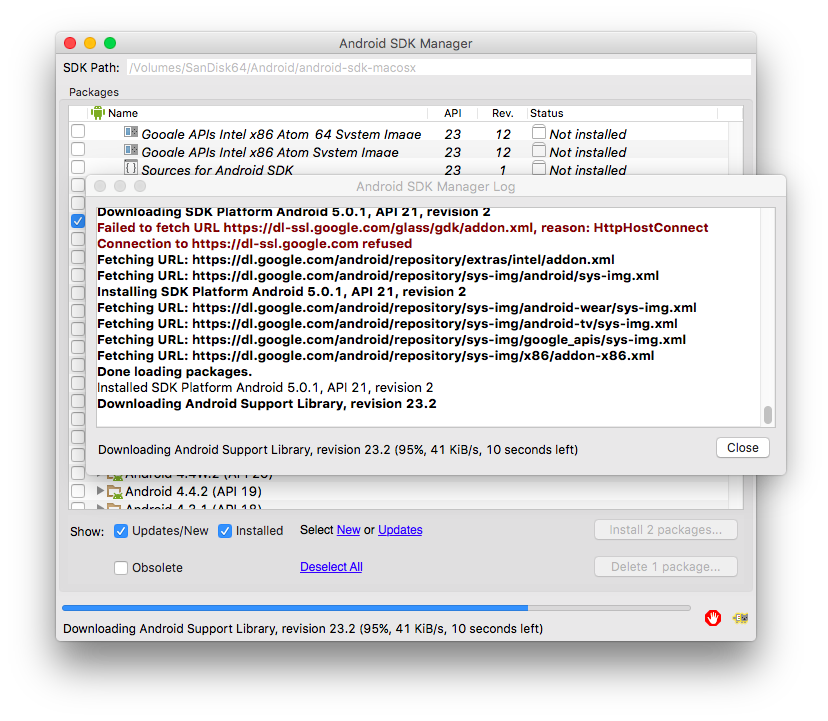 Android SDK Manager
SDK Path: /Volumes/SanDisk64/Android/android-sdk-macosx
Packages
Name API Rev. Status
Google APIs Intel x86 Atom_64 System Image 23 12 Not installed
Google APIs Intel x86 Atom System Image 23 12 Not installed
Sources for Android SDK 23 1 Not installed
Android SDK Manager Log
Downloading SDK Platform Android 5.0.1, API 21, revision 2
Failed to fetch URL https://dl-ssl.google.com/glass/gdk/addon.xml, reason: HttpHostConnect
Connection to https://dl-ssl.google.com refused
Fetching URL: https://dl.google.com/android/repository/extras/intel/addon.xml
Fetching URL: https://dl.google.com/android/repository/sys-img/android/sys-img.xml
Installing SDK Platform Android 5.0.1, API 21, revision 2
Fetching URL: https://dl.google.com/android/repository/sys-img/android-wear/sys-img.xml
Fetching URL: https://dl.google.com/android/repository/sys-img/android-tv/sys-img.xml
Fetching URL: https://dl.google.com/android/repository/sys-img/google_apis/sys-img.xml
Fetching URL: https://dl.google.com/android/repository/sys-img/x86/addon-x86.xml
Done loading packages.
Installed SDK Platform Android 5.0.1, API 21, revision 2
Downloading Android Support Library, revision 23.2
Downloading Android Support Library, revision 23.2 (95%, 41 KiB/s, 10 seconds left)
Close
Android 4.4W.2 (API 20)
Android 4.4.2 (API 19)
Android 4.3.1 (API 18)
Show: Updates/New Installed Select New or Updates Install 2 packages...
Obsolete Deselect All Delete 1 package...
Downloading Android Support Library, revision 23.2 (95%, 41 KiB/s, 10 seconds left)